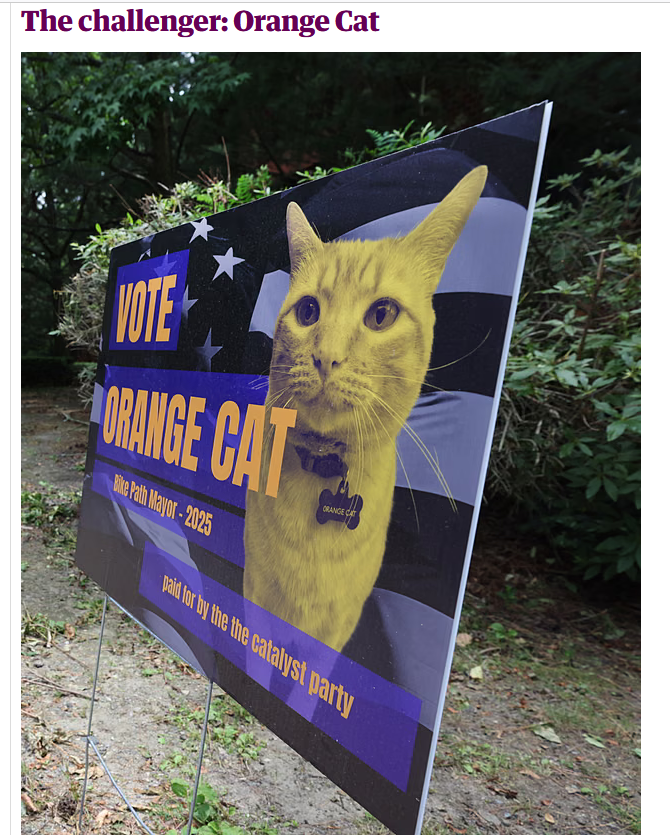 The challenger: Orange Cat
VOTE
ORANGE CAT
Bike Path Mayor - 2025
ORANGE CAT
paid for by the the catalyst party